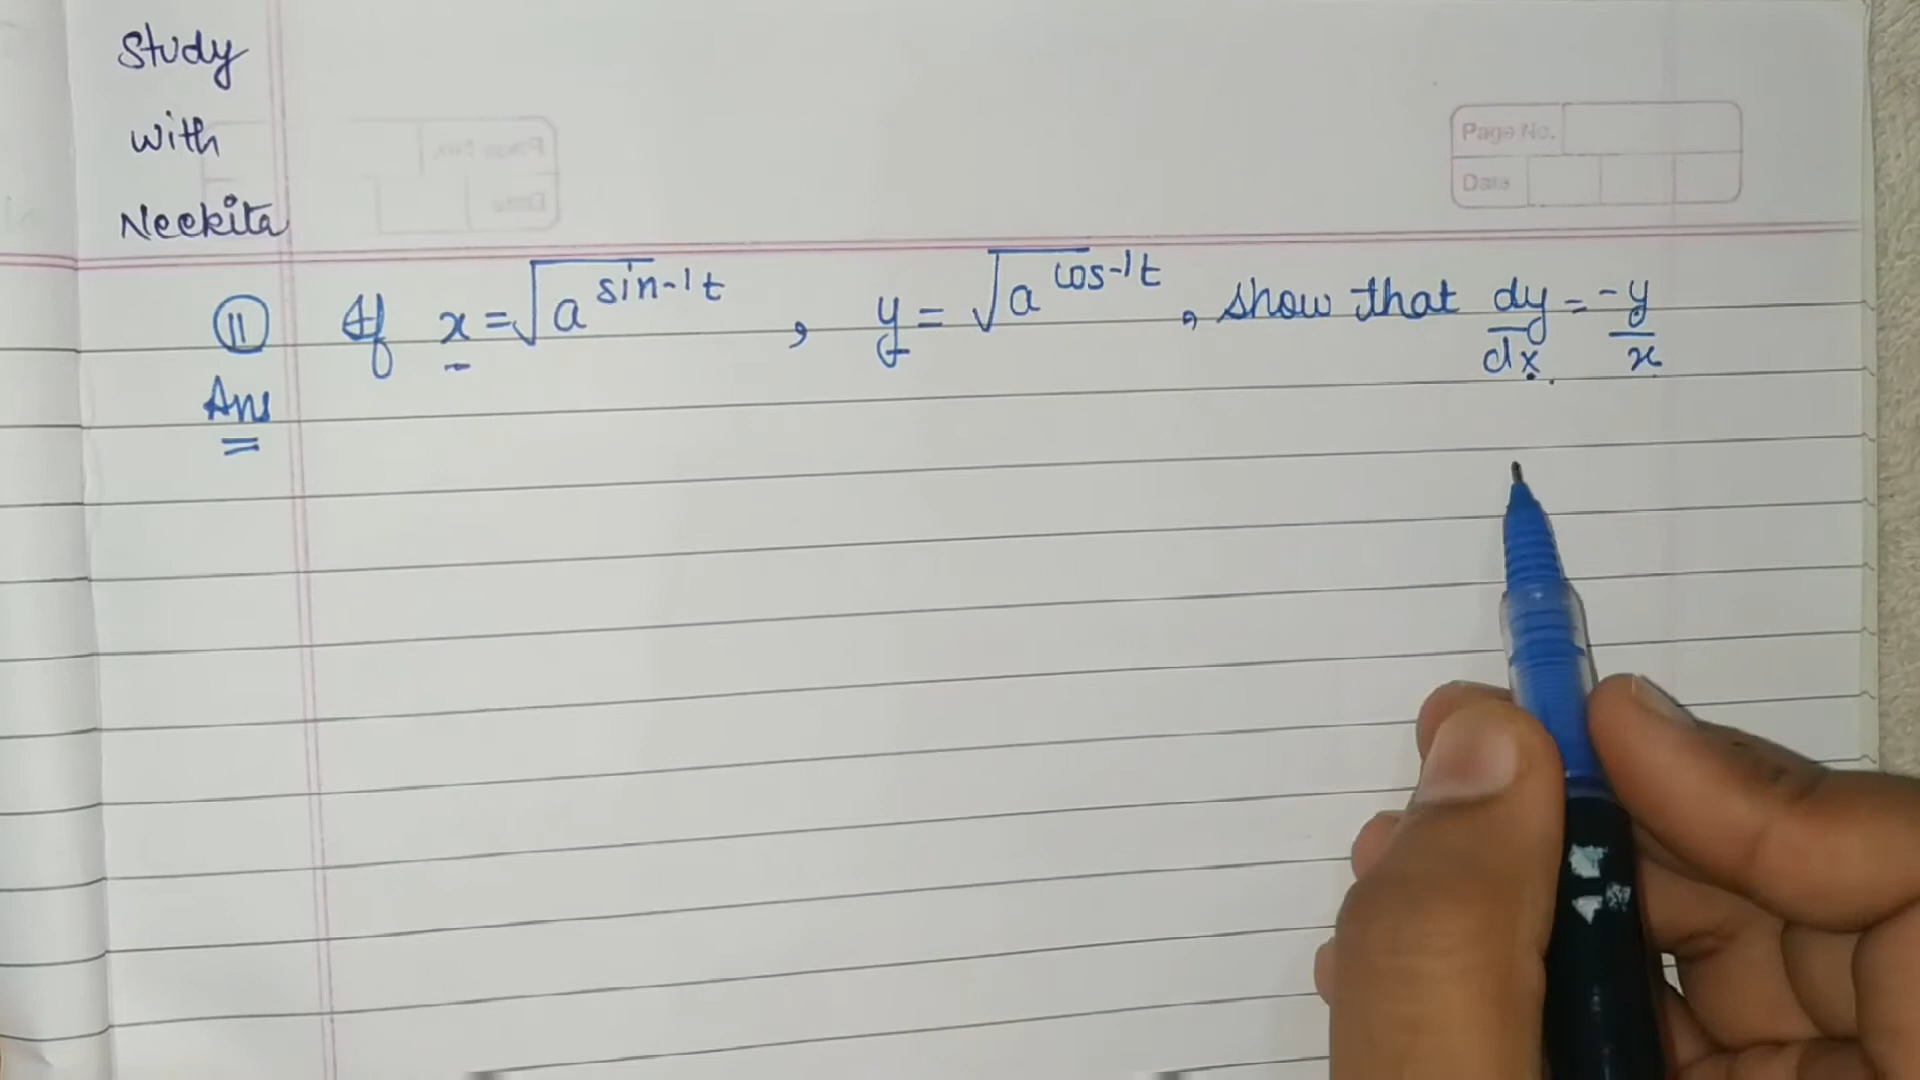 Study
with
Neekita
Page No.
Date
11 If x = √a^sin-1t , y = √a^cos-1t , show that dy/dx = -y/x
Ans